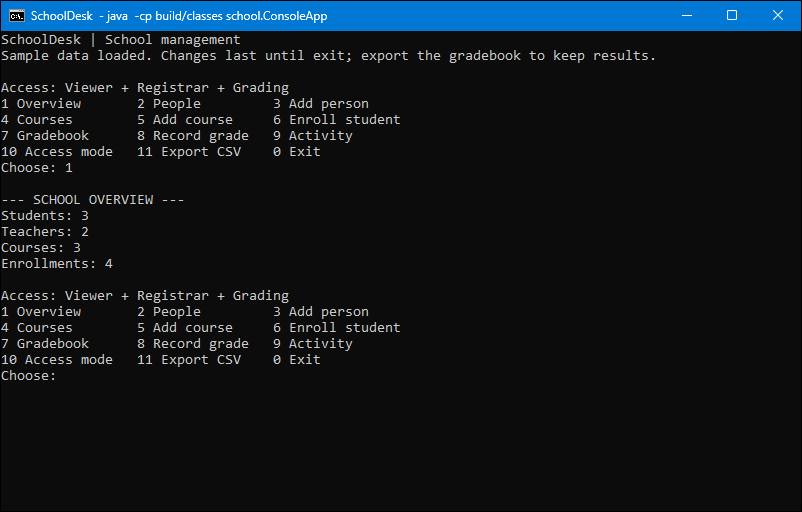 SchoolDesk - java -cp build/classes school.ConsoleApp
SchoolDesk | School management
Sample data loaded. Changes last until exit; export the gradebook to keep results.
Access: Viewer + Registrar + Grading
1 Overview       2 People         3 Add person
4 Courses        5 Add course     6 Enroll student
7 Gradebook      8 Record grade   9 Activity
10 Access mode   11 Export CSV    0 Exit
Choose: 1
--- SCHOOL OVERVIEW ---
Students: 3
Teachers: 2
Courses: 3
Enrollments: 4
Access: Viewer + Registrar + Grading
1 Overview       2 People         3 Add person
4 Courses        5 Add course     6 Enroll student
7 Gradebook      8 Record grade   9 Activity
10 Access mode   11 Export CSV    0 Exit
Choose: